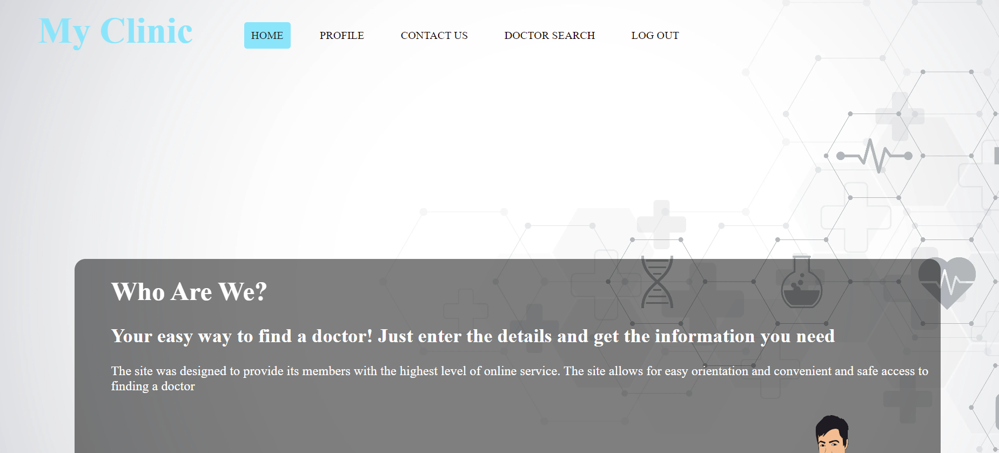 My Clinic
HOME
PROFILE
CONTACT US
DOCTOR SEARCH
LOG OUT
Who Are We?
Your easy way to find a doctor! Just enter the details and get the information you need
The site was designed to provide its members with the highest level of online service. The site allows for easy orientation and convenient and safe access to
finding a doctor